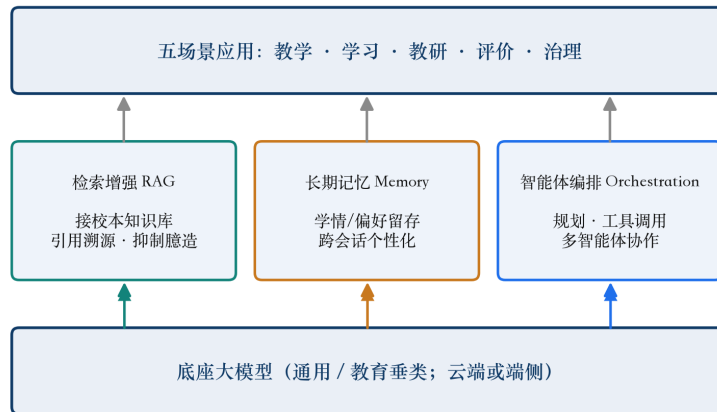 五场景应用：教学 · 学习 · 教研 · 评价 · 治理
检索增强 RAG
接校本知识库
引用溯源 · 抑制臆造
长期记忆 Memory
学情/偏好留存
跨会话个性化
智能体编排 Orchestration
规划 · 工具调用
多智能体协作
底座大模型（通用 / 教育垂类；云端或端侧）